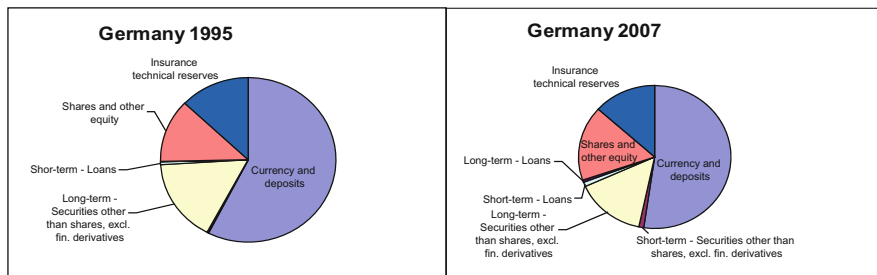 Germany 1995
Insurance
technical reserves
Shares and other
equity
Shor-term - Loans
Long-term -
Securities other
than shares, excl.
fin. derivatives
Currency and
deposits
Germany 2007
Insurance
technical reserves
Shares and
other equity
Long-term - Loans
Currency and
deposits
Short-term - Loans
Long-term -
Securities other
than shares, excl.
fin. derivatives
Short-term - Securities other than
shares, excl. fin. derivatives